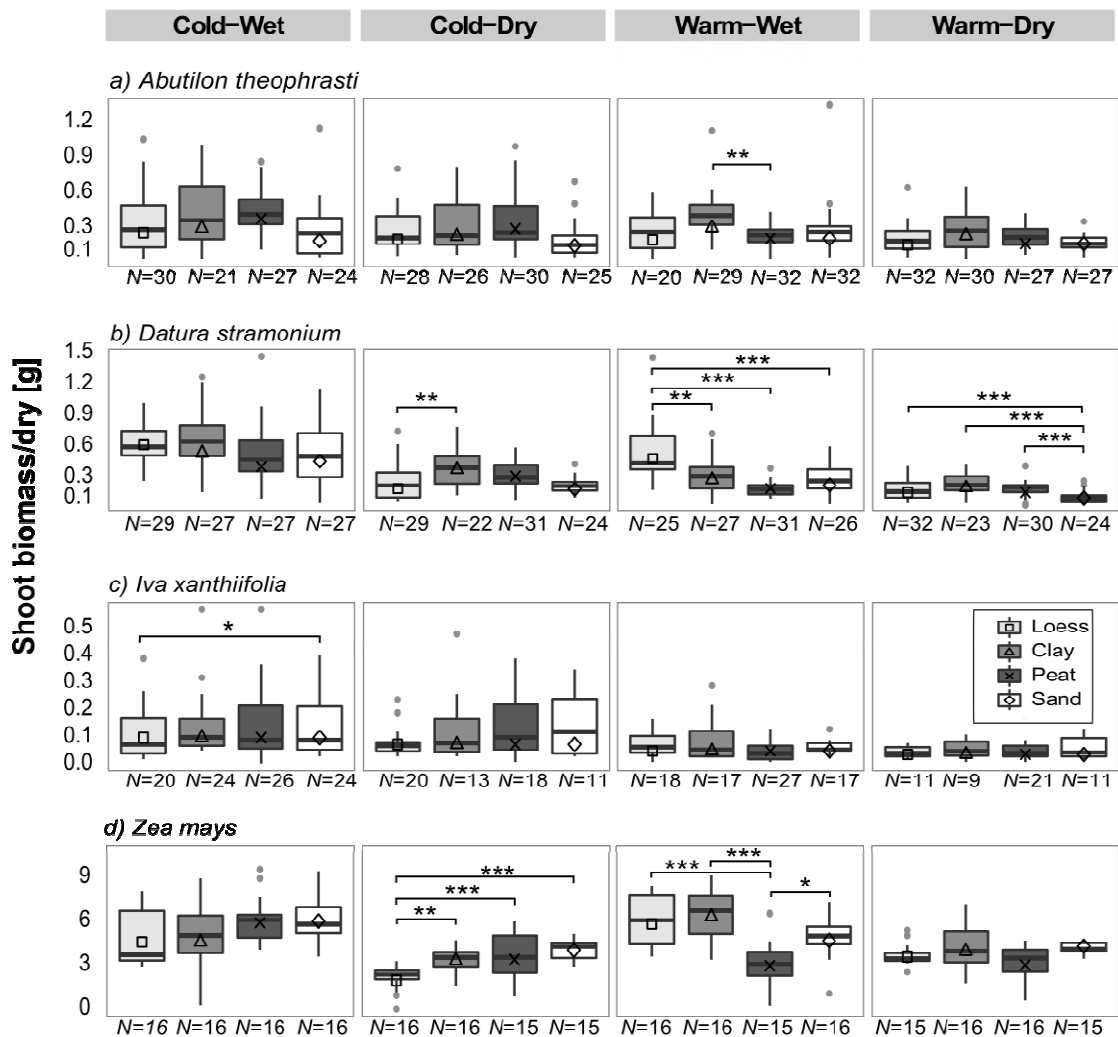 Cold-Wet Cold-Dry Warm-Wet Warm-Dry
a) Abutilon theophrasti
1.2
0.9
0.6
0.3
0.1
**
N=30 N=21 N=27 N=24 N=28 N=26 N=30 N=25 N=20 N=29 N=32 N=32 N=32 N=30 N=27 N=27
b) Datura stramonium
Shoot biomass/dry [g]
1.5
1.2
0.9
0.6
0.3
0.1
**
***
***
**
***
***
***
N=29 N=27 N=27 N=27 N=29 N=22 N=31 N=24 N=25 N=27 N=31 N=26 N=32 N=23 N=30 N=24
c) Iva xanthiifolia
0.5
0.4
0.3
0.2
0.1
0.0
*
Loess
Clay
Peat
Sand
N=20 N=24 N=26 N=24 N=20 N=13 N=18 N=11 N=18 N=17 N=27 N=17 N=11 N=9 N=21 N=11
d) Zea mays
9
6
3
0
***
***
**
***
***
*
N=16 N=16 N=16 N=16 N=16 N=16 N=15 N=15 N=16 N=16 N=15 N=16 N=15 N=16 N=16 N=15